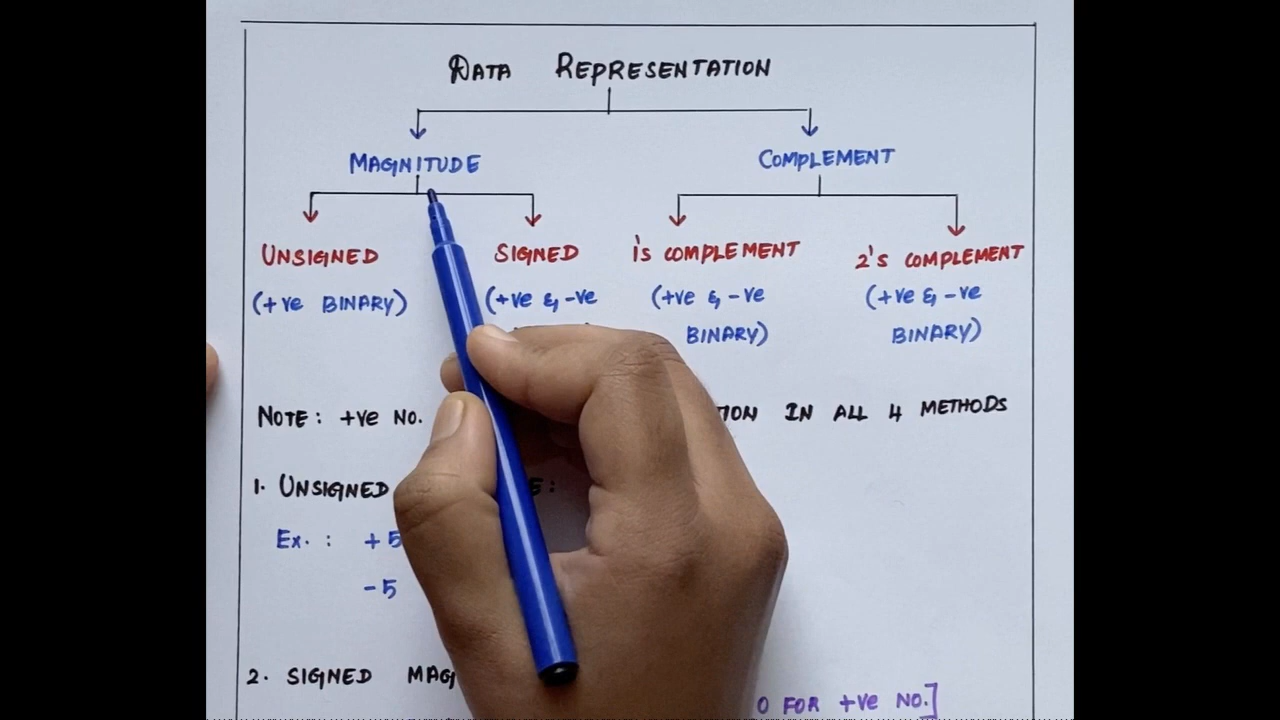 DATA REPRESENTATION
MAGNITUDE COMPLEMENT
UNSIGNED SIGNED 1's COMPLEMENT 2's COMPLEMENT
(+ve BINARY) (+ve & -ve (+ve & -ve (+ve & -ve
BINARY) BINARY)
NOTE: +ve NO. IN ALL 4 METHODS
1. UNSIGNED
Ex. : +5
-5
2. SIGNED
0 FOR +ve NO.]